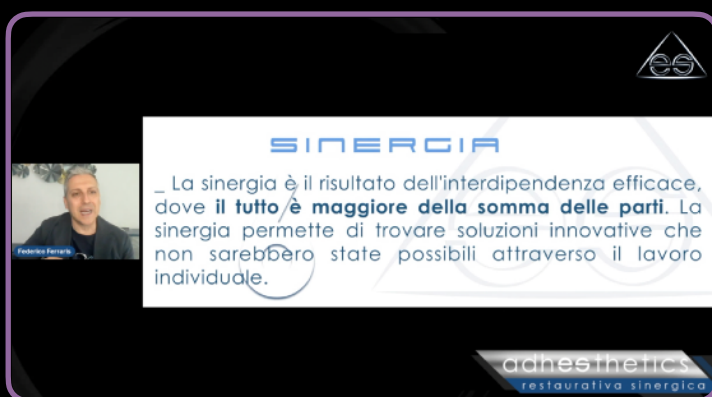 es
SINERGIA
_ La sinergia è il risultato dell'interdipendenza efficace,
dove il tutto è maggiore della somma delle parti. La
sinergia permette di trovare soluzioni innovative che
non sarebbero state possibili attraverso il lavoro
individuale.
Federico Ferraris
adhesthetics
restaurativa sinergica